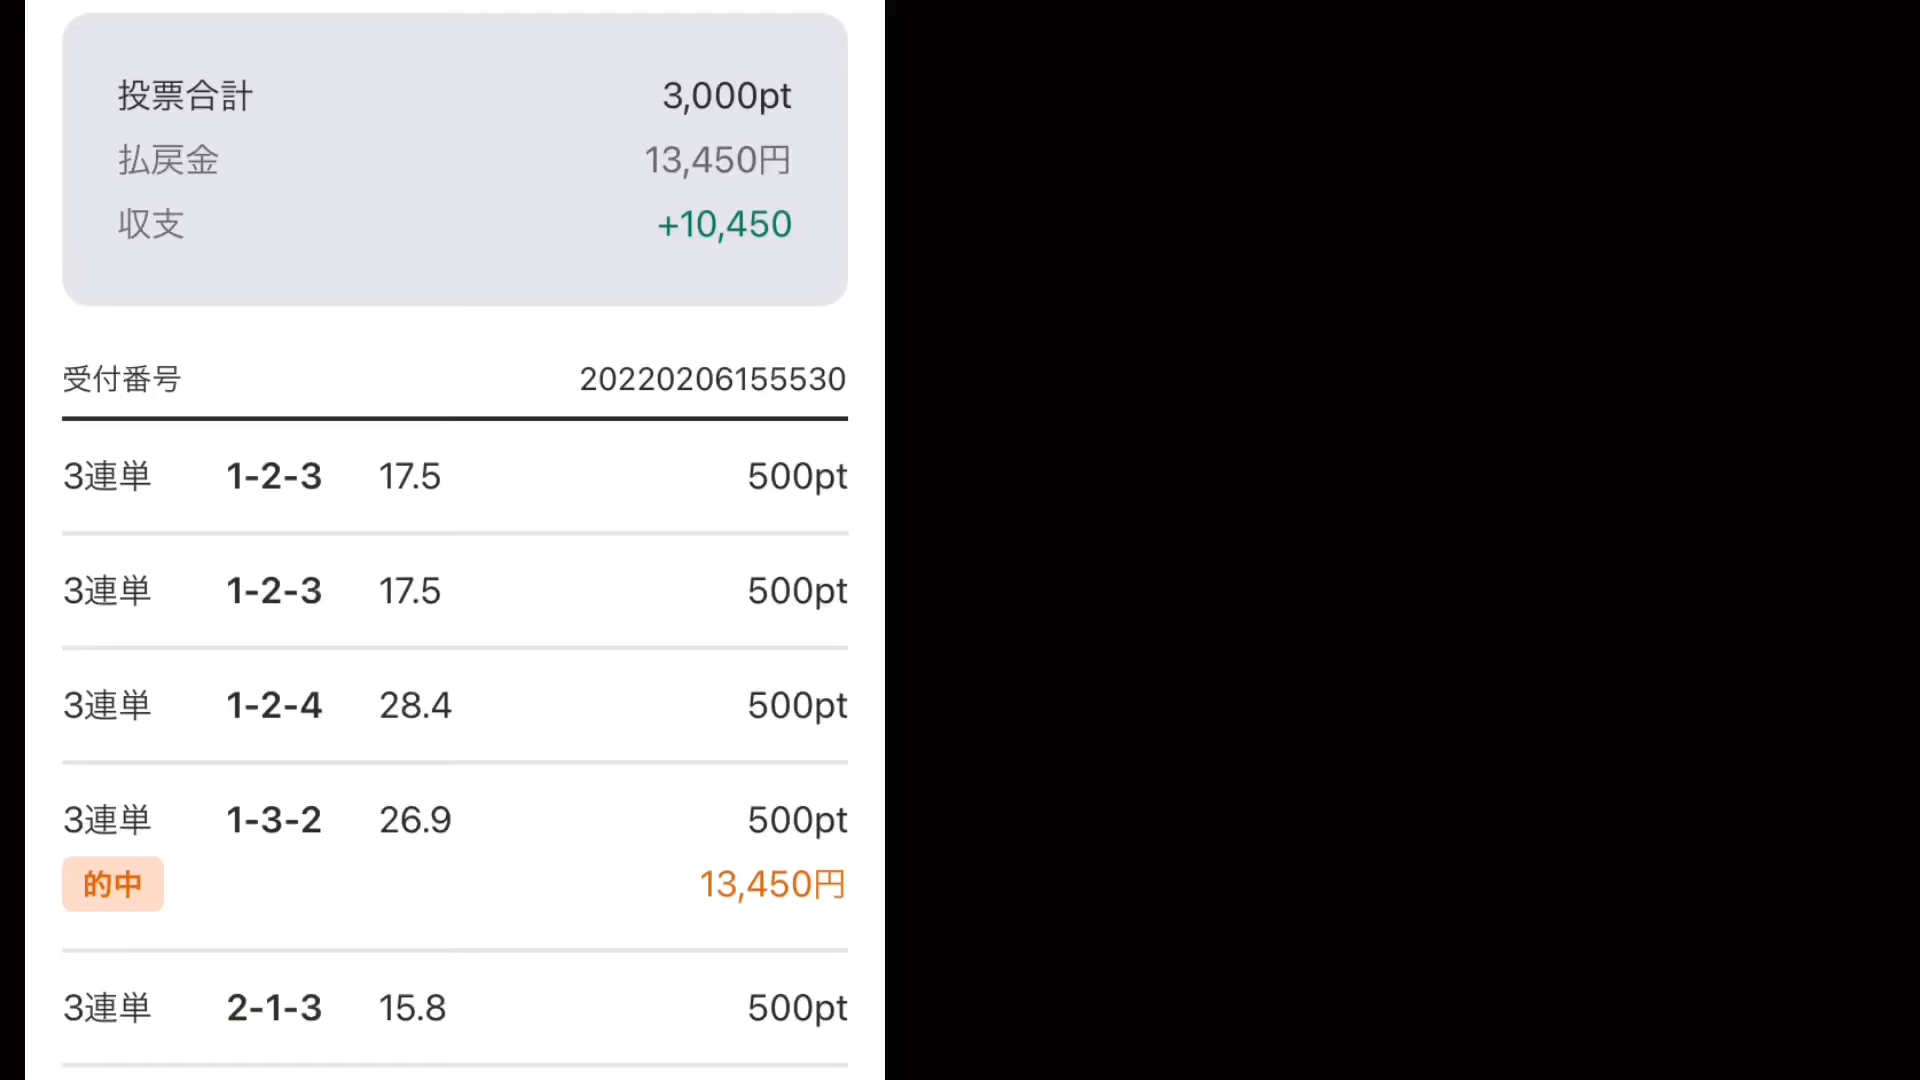 投票合計 3,000pt
払戻金 13,450円
収支 +10,450
受付番号 20220206155530
3連単 1-2-3 17.5 500pt
3連単 1-2-3 17.5 500pt
3連単 1-2-4 28.4 500pt
3連単 1-3-2 26.9 500pt
的中 13,450円
3連単 2-1-3 15.8 500pt